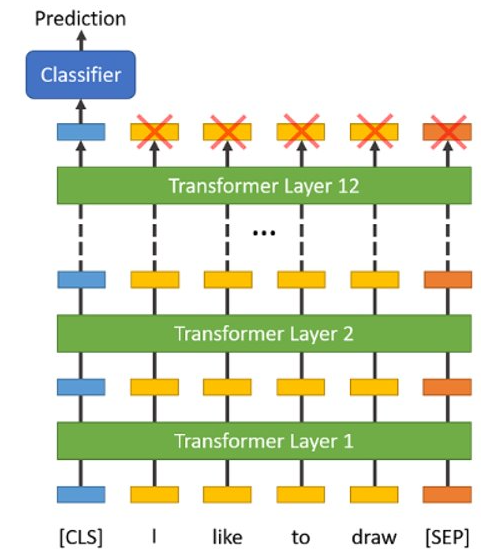 Prediction
Classifier
Transformer Layer 12
...
Transformer Layer 2
Transformer Layer 1
[CLS] I like to draw [SEP]